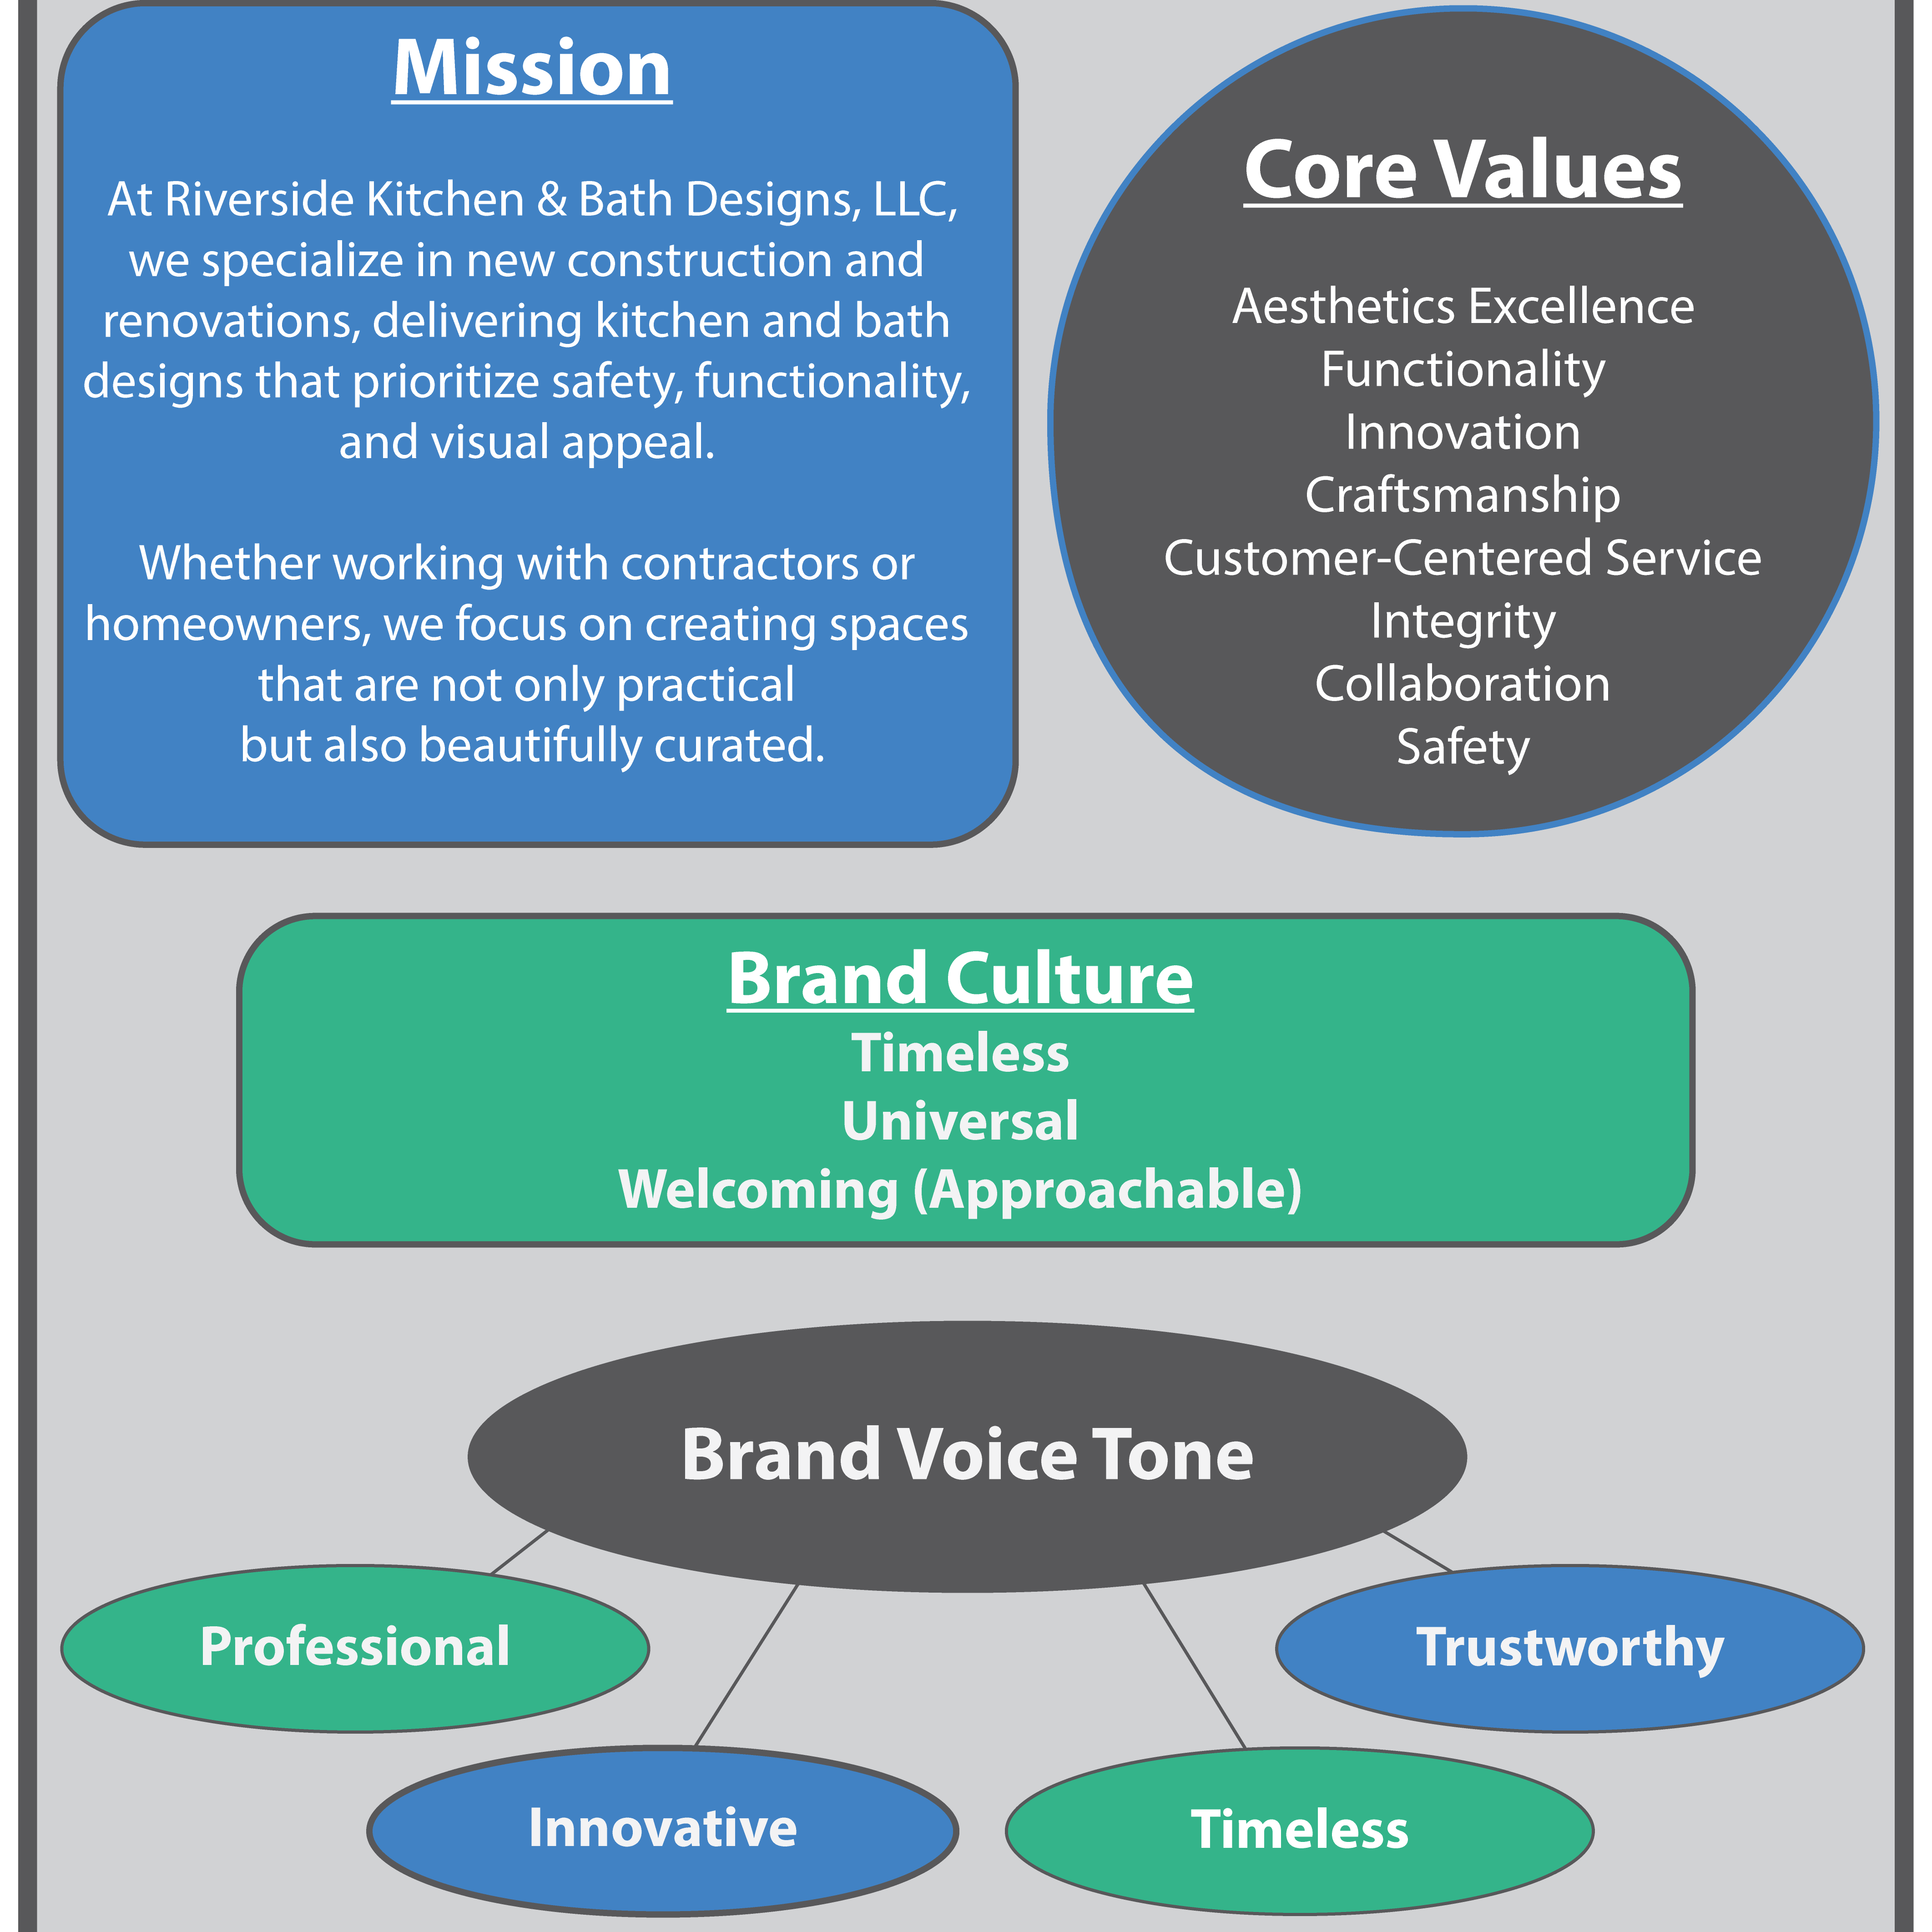 Mission
At Riverside Kitchen & Bath Designs, LLC,
we specialize in new construction and
renovations, delivering kitchen and bath
designs that prioritize safety, functionality,
and visual appeal.
Whether working with contractors or
homeowners, we focus on creating spaces
that are not only practical
but also beautifully curated.
Core Values
Aesthetics Excellence
Functionality
Innovation
Craftsmanship
Customer-Centered Service
Integrity
Collaboration
Safety
Brand Culture
Timeless
Universal
Welcoming (Approachable)
Brand Voice Tone
Professional
Trustworthy
Innovative
Timeless